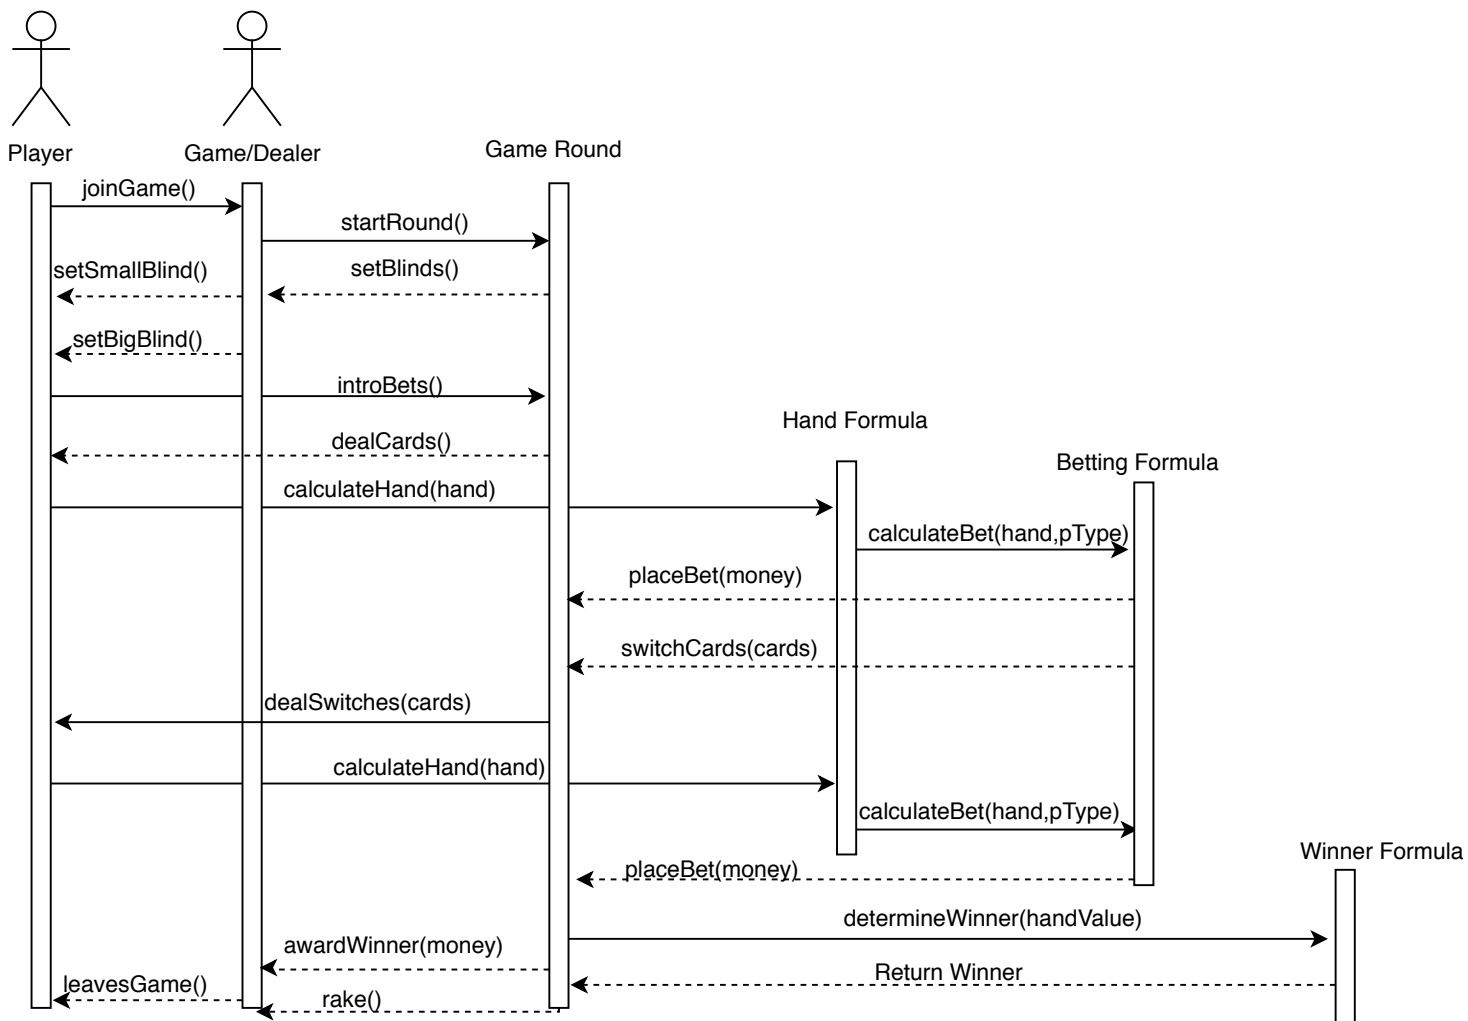 Player
Game/Dealer
Game Round
joinGame()
startRound()
setSmallBlind()
setBlinds()
setBigBlind()
introBets()
Hand Formula
dealCards()
Betting Formula
calculateHand(hand)
calculateBet(hand,pType)
placeBet(money)
switchCards(cards)
dealSwitches(cards)
calculateHand(hand)
calculateBet(hand,pType)
Winner Formula
placeBet(money)
determineWinner(handValue)
awardWinner(money)
Return Winner
leavesGame()
rake()